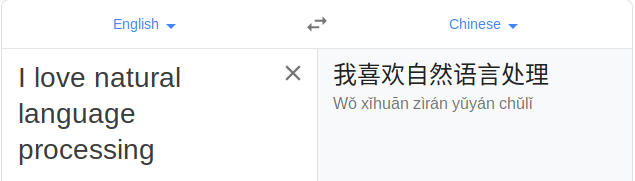 English
Chinese
I love natural
language
processing
我喜欢自然语言处理
Wǒ xǐhuān zìrán yǔyán chǔlǐ